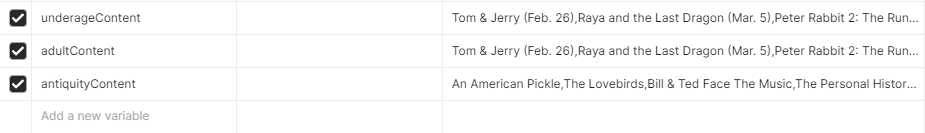 underageContent Tom & Jerry (Feb. 26),Raya and the Last Dragon (Mar. 5),Peter Rabbit 2: The Run...
adultContent Tom & Jerry (Feb. 26),Raya and the Last Dragon (Mar. 5),Peter Rabbit 2: The Run...
antiquityContent An American Pickle,The Lovebirds,Bill & Ted Face The Music,The Personal Histor...
Add a new variable